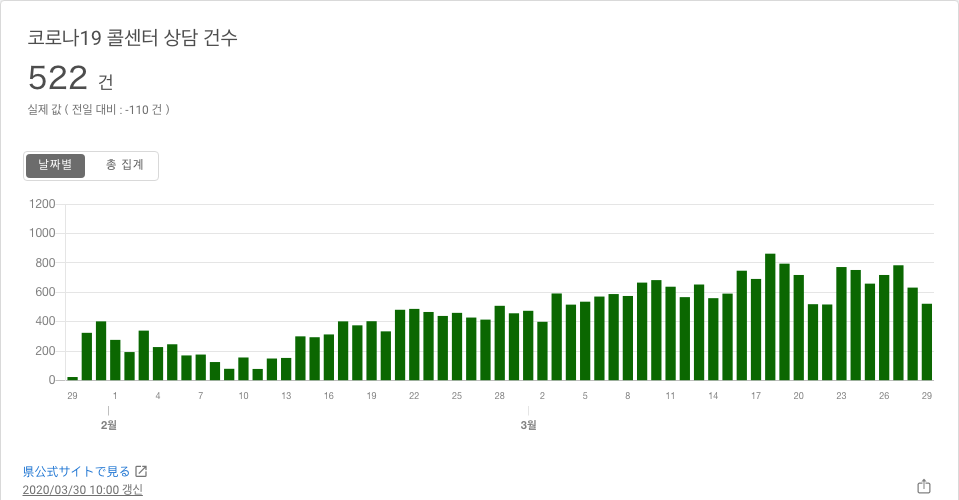 코로나19 콜센터 상담 건수
522 건
실제 값 ( 전일 대비 : -110 건 )
날짜별 총 집계
1200
1000
800
600
400
200
0
29 1 4 7 10 13 16 19 22 25 28 2 5 8 11 14 17 20 23 26 29
2월 3월
県公式サイトで見る
2020/03/30 10:00 갱신